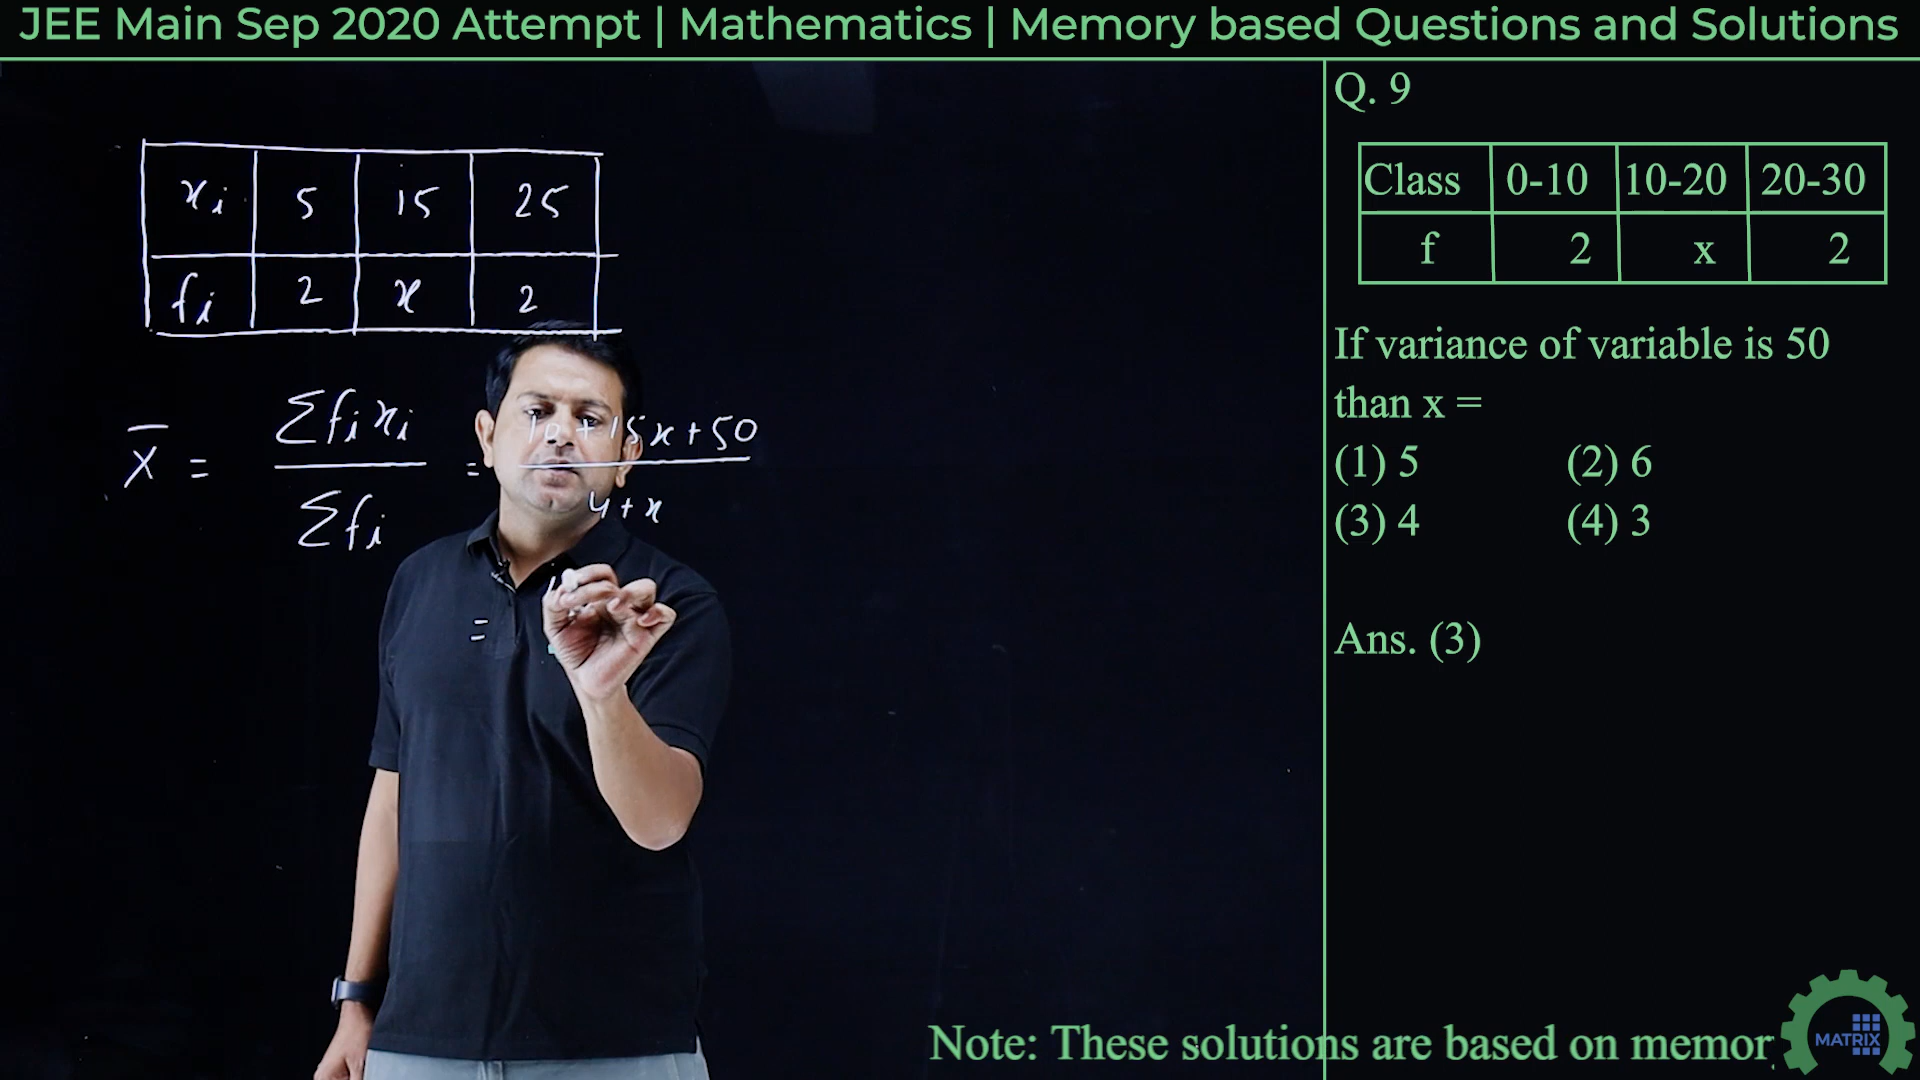 JEE Main Sep 2020 Attempt | Mathematics | Memory based Questions and Solutions
xi 5 15 25
fi 2 x 2
x̄ = Σfixi / Σfi = 10+15x+50 / 4+x
=
Q. 9
Class 0-10 10-20 20-30
f 2 x 2
If variance of variable is 50
than x =
(1) 5 (2) 6
(3) 4 (4) 3
Ans. (3)
Note: These solutions are based on memor
MATRIX